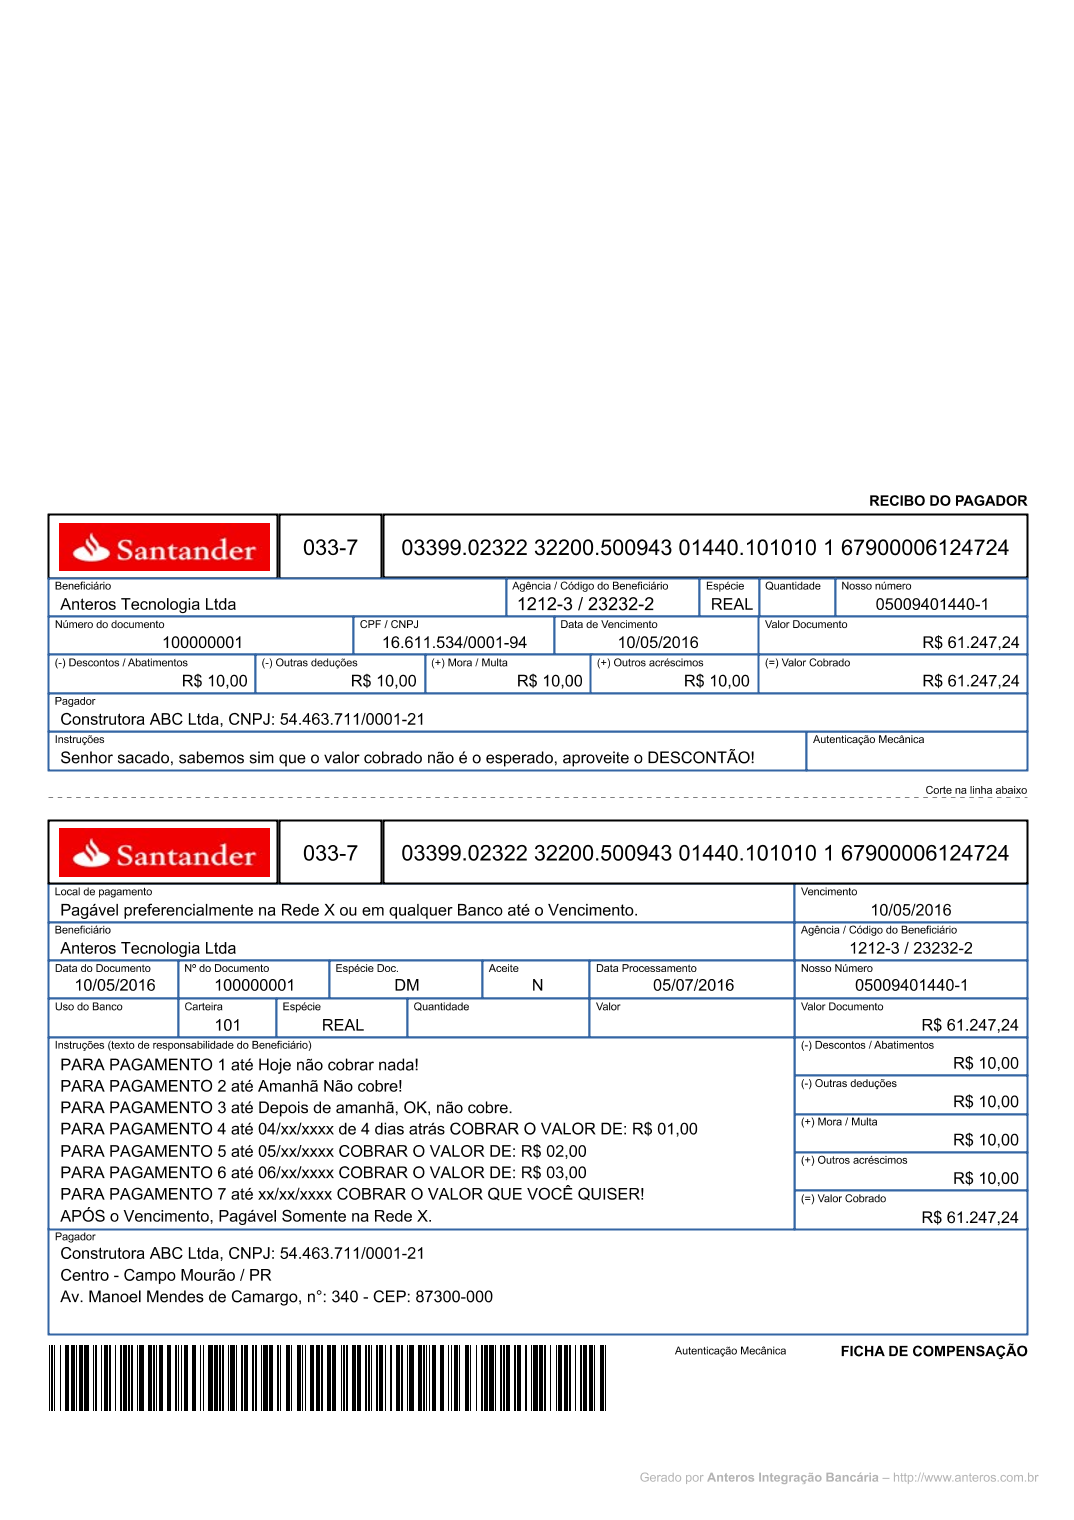 RECIBO DO PAGADOR
Santander 033-7 03399.02322 32200.500943 01440.101010 1 67900006124724
Beneficiário Agência / Código do Beneficiário Espécie Quantidade Nosso número
Anteros Tecnologia Ltda 1212-3 / 23232-2 REAL 05009401440-1
Número do documento CPF / CNPJ Data de Vencimento Valor Documento
100000001 16.611.534/0001-94 10/05/2016 R$ 61.247,24
(-) Descontos / Abatimentos (-) Outras deduções (+) Mora / Multa (+) Outros acréscimos (=) Valor Cobrado
R$ 10,00 R$ 10,00 R$ 10,00 R$ 10,00 R$ 61.247,24
Pagador
Construtora ABC Ltda, CNPJ: 54.463.711/0001-21
Instruções Autenticação Mecânica
Senhor sacado, sabemos sim que o valor cobrado não é o esperado, aproveite o DESCONTÃO!
Corte na linha abaixo
Santander 033-7 03399.02322 32200.500943 01440.101010 1 67900006124724
Local de pagamento Vencimento
Pagável preferencialmente na Rede X ou em qualquer Banco até o Vencimento. 10/05/2016
Beneficiário Agência / Código do Beneficiário
Anteros Tecnologia Ltda 1212-3 / 23232-2
Data do Documento Nº do Documento Espécie Doc. Aceite Data Processamento Nosso Número
10/05/2016 100000001 DM N 05/07/2016 05009401440-1
Uso do Banco Carteira Espécie Quantidade Valor Valor Documento
101 REAL R$ 61.247,24
Instruções (texto de responsabilidade do Beneficiário) (-) Descontos / Abatimentos
PARA PAGAMENTO 1 até Hoje não cobrar nada! R$ 10,00
PARA PAGAMENTO 2 até Amanhã Não cobre! (-) Outras deduções
PARA PAGAMENTO 3 até Depois de amanhã, OK, não cobre. R$ 10,00
PARA PAGAMENTO 4 até 04/xx/xxxx de 4 dias atrás COBRAR O VALOR DE: R$ 01,00 (+) Mora / Multa
R$ 10,00
PARA PAGAMENTO 5 até 05/xx/xxxx COBRAR O VALOR DE: R$ 02,00 (+) Outros acréscimos
PARA PAGAMENTO 6 até 06/xx/xxxx COBRAR O VALOR DE: R$ 03,00 R$ 10,00
PARA PAGAMENTO 7 até xx/xx/xxxx COBRAR O VALOR QUE VOCÊ QUISER! (=) Valor Cobrado
APÓS o Vencimento, Pagável Somente na Rede X. R$ 61.247,24
Pagador
Construtora ABC Ltda, CNPJ: 54.463.711/0001-21
Centro - Campo Mourão / PR
Av. Manoel Mendes de Camargo, n°: 340 - CEP: 87300-000
Autenticação Mecânica FICHA DE COMPENSAÇÃO
Gerado por Anteros Integração Bancária – http://www.anteros.com.br